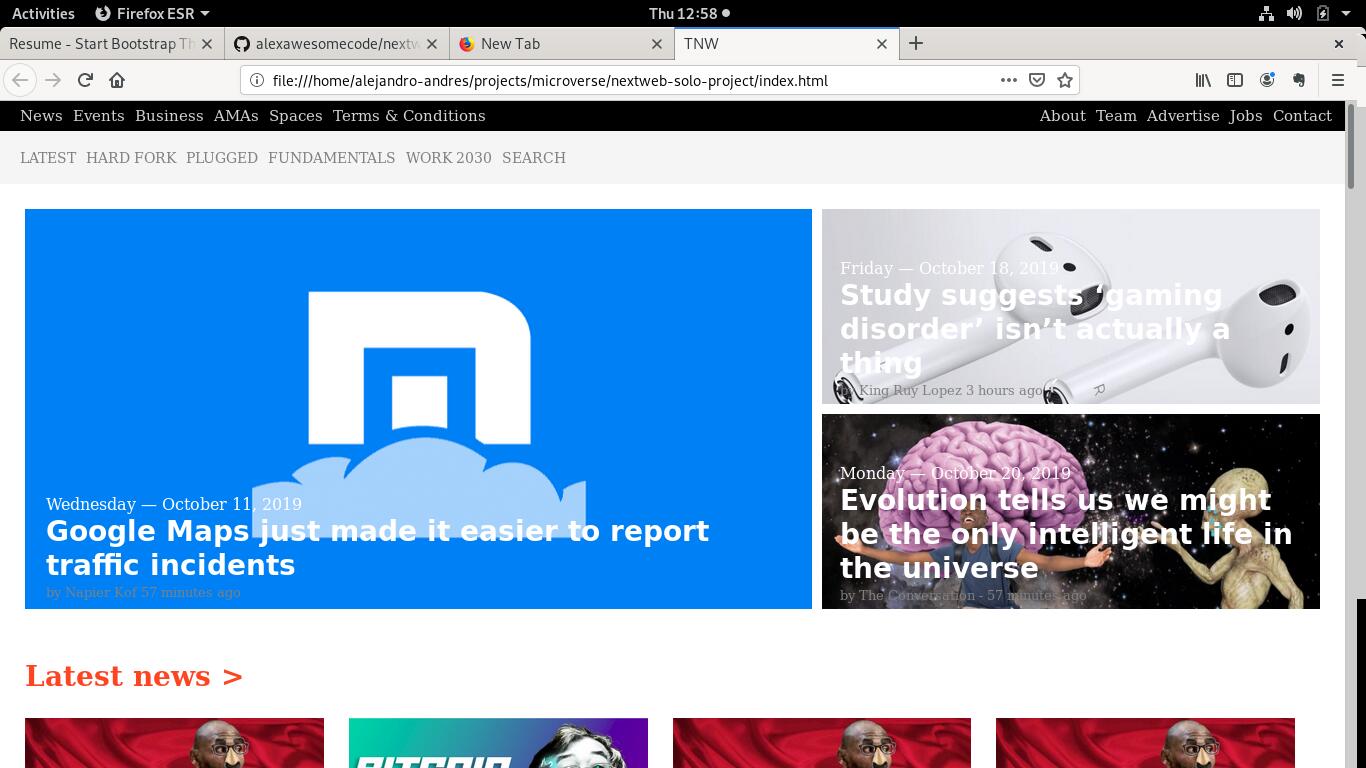 Activities Firefox ESR Thu 12:58
Resume - Start Bootstrap Th alexawesomecode/nextw New Tab TNW
file:///home/alejandro-andres/projects/microverse/nextweb-solo-project/index.html
News Events Business AMAs Spaces Terms & Conditions About Team Advertise Jobs Contact
LATEST HARD FORK PLUGGED FUNDAMENTALS WORK 2030 SEARCH
Wednesday — October 11, 2019
Google Maps just made it easier to report
traffic incidents
by Napier Kof 57 minutes ago
Friday — October 18, 2019
Study suggests ‘gaming
disorder’ isn’t actually a
thing
by King Ruy Lopez 3 hours ago
R
Monday — October 20, 2019
Evolution tells us we might
be the only intelligent life in
the universe
by The Conversation - 57 minutes ago
Latest news >
BITCOIN